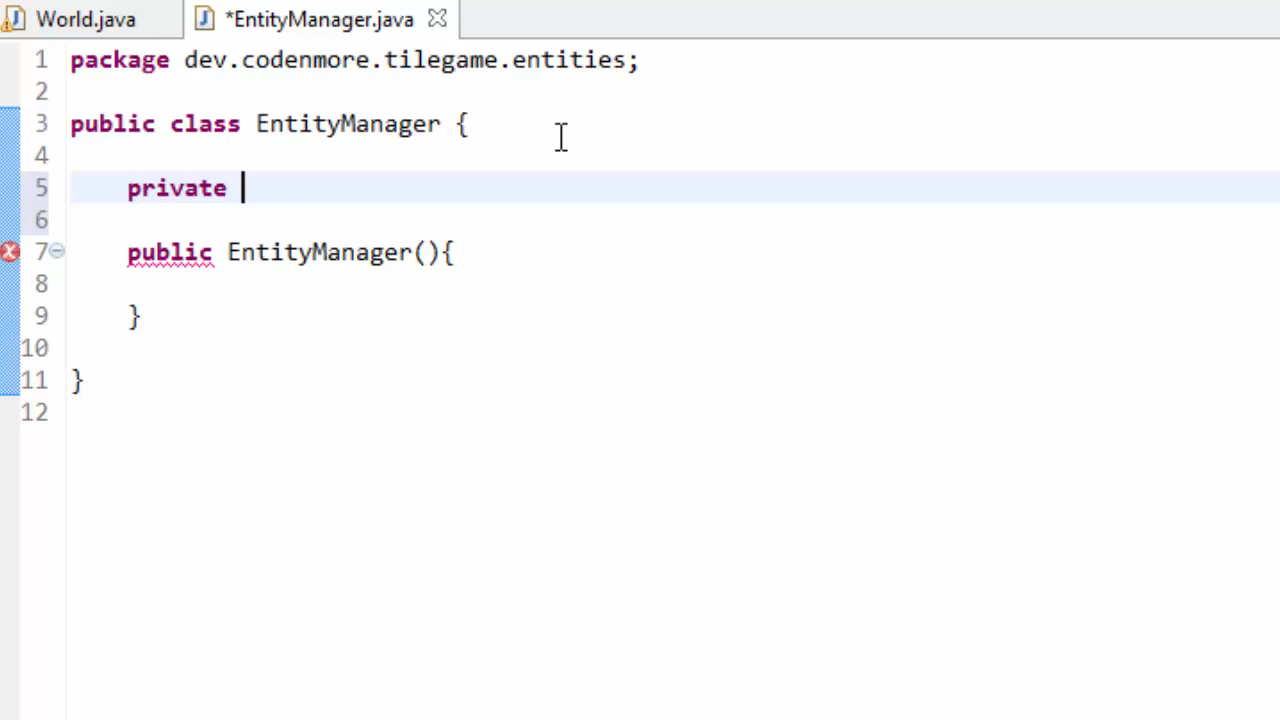 World.java *EntityManager.java
1 package dev.codenmore.tilegame.entities;
2
3 public class EntityManager {
4
5 private
6
7 public EntityManager(){
8
9 }
10
11 }
12